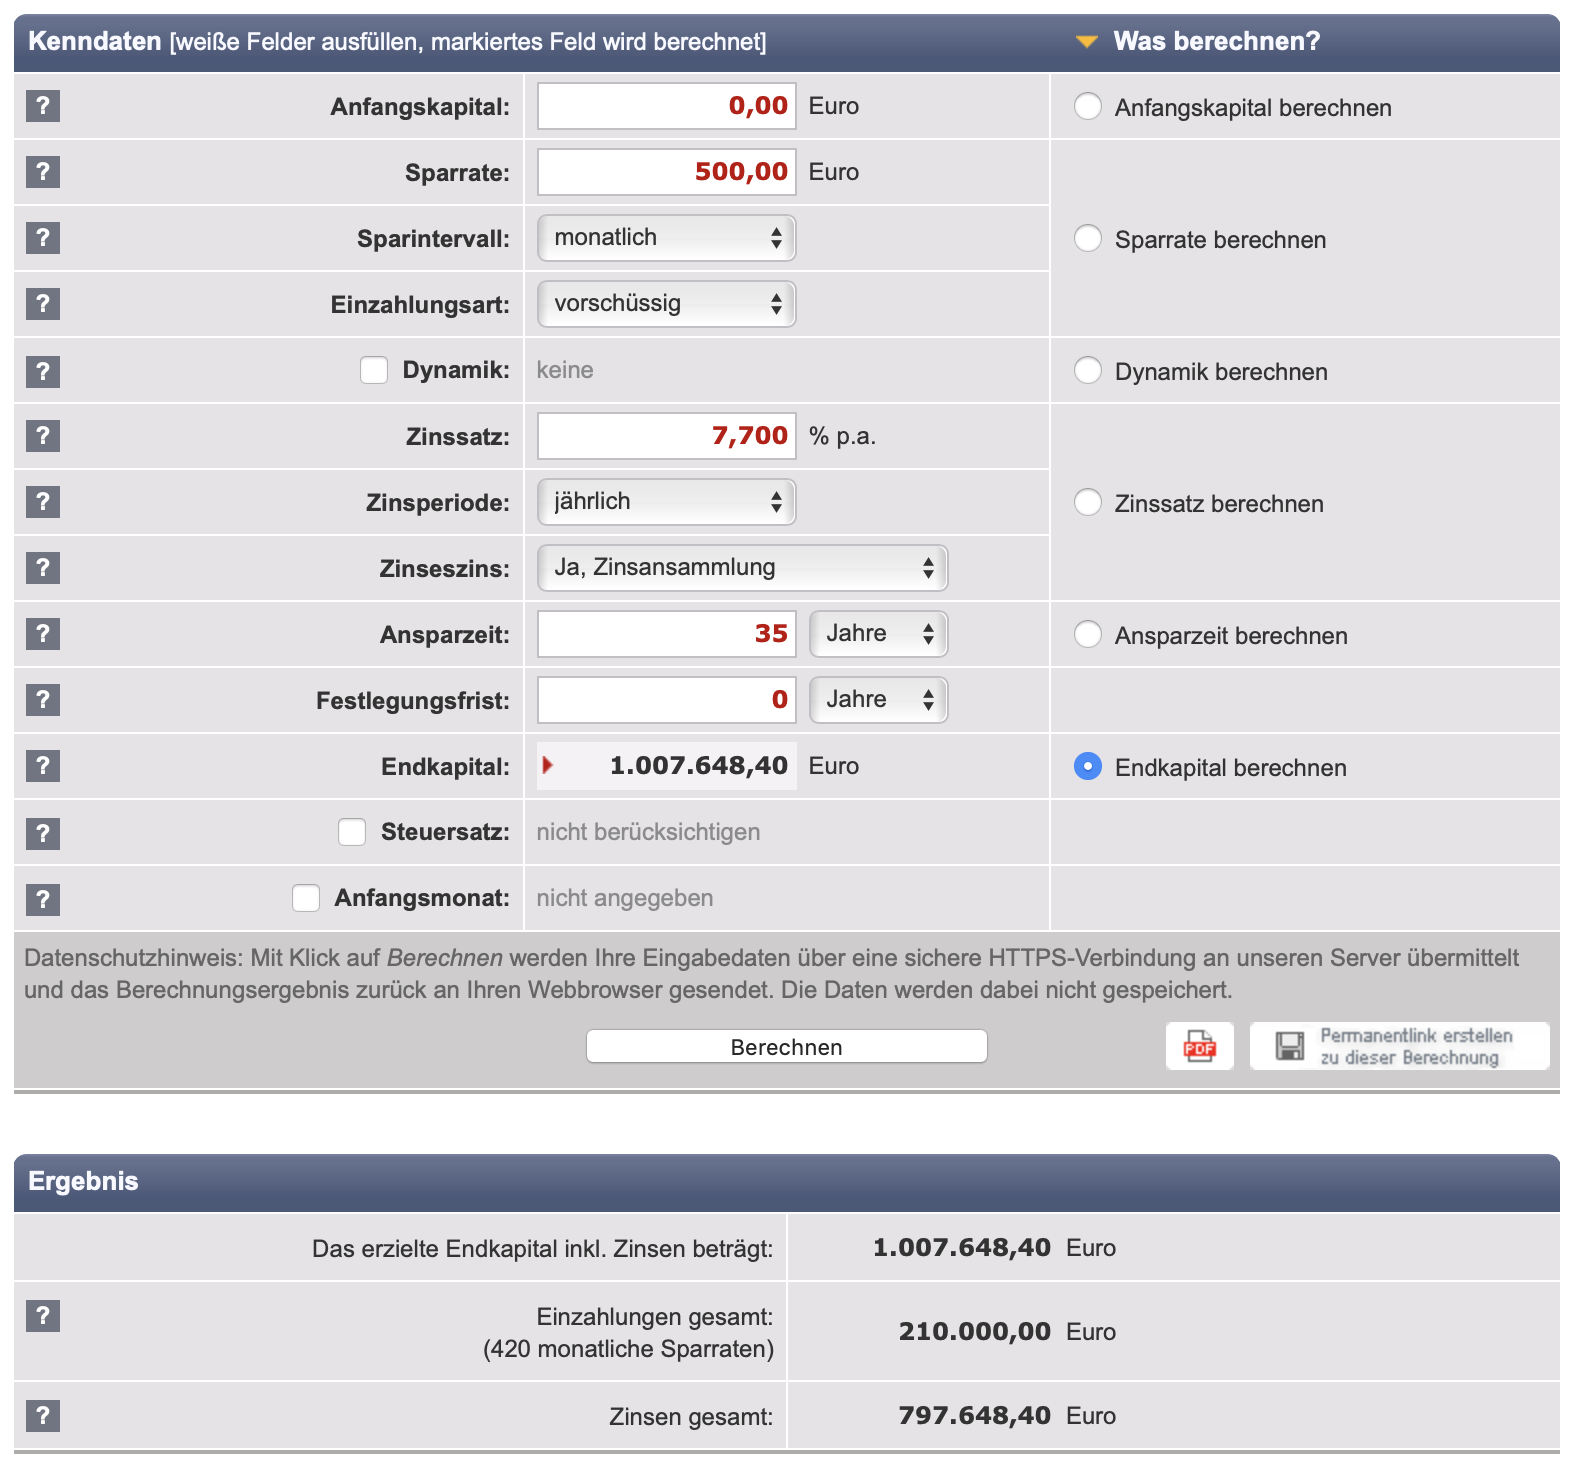 Kenndaten [weiße Felder ausfüllen, markiertes Feld wird berechnet] Was berechnen?
? Anfangskapital: 0,00 Euro Anfangskapital berechnen
? Sparrate: 500,00 Euro
? Sparintervall: monatlich Sparrate berechnen
? Einzahlungsart: vorschüssig
? Dynamik: keine Dynamik berechnen
? Zinssatz: 7,700 % p.a.
? Zinsperiode: jährlich Zinssatz berechnen
? Zinseszins: Ja, Zinsansammlung
? Ansparzeit: 35 Jahre Ansparzeit berechnen
? Festlegungsfrist: 0 Jahre
? Endkapital: 1.007.648,40 Euro Endkapital berechnen
? Steuersatz: nicht berücksichtigen
? Anfangsmonat: nicht angegeben
Datenschutzhinweis: Mit Klick auf Berechnen werden Ihre Eingabedaten über eine sichere HTTPS-Verbindung an unseren Server übermittelt
und das Berechnungsergebnis zurück an Ihren Webbrowser gesendet. Die Daten werden dabei nicht gespeichert.
Berechnen
PDF
Permanentlink erstellen
zu dieser Berechnung
Ergebnis
Das erzielte Endkapital inkl. Zinsen beträgt: 1.007.648,40 Euro
? Einzahlungen gesamt:
(420 monatliche Sparraten) 210.000,00 Euro
? Zinsen gesamt: 797.648,40 Euro